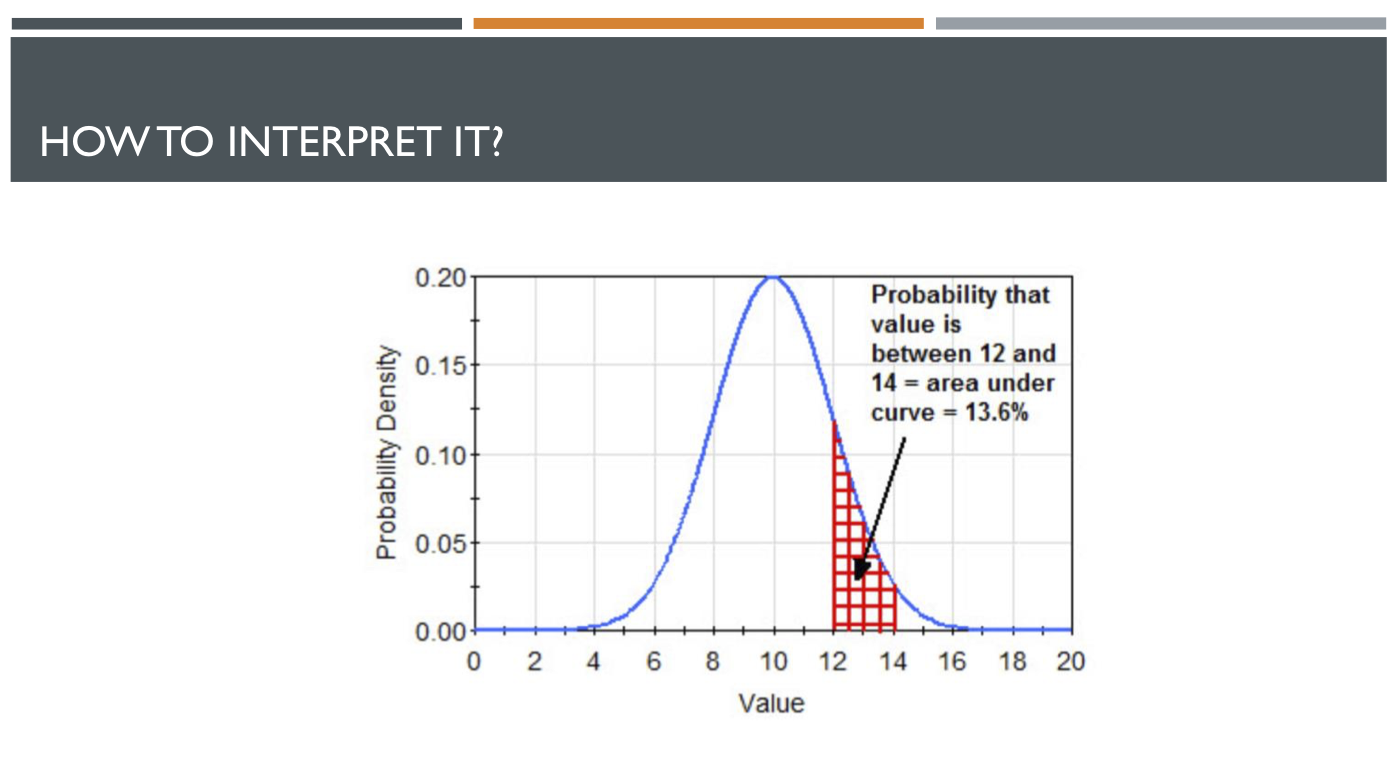 HOW TO INTERPRET IT?
0.20
0.15
0.10
0.05
0.00
Probability Density
Probability that
value is
between 12 and
14 = area under
curve = 13.6%
0 2 4 6 8 10 12 14 16 18 20
Value